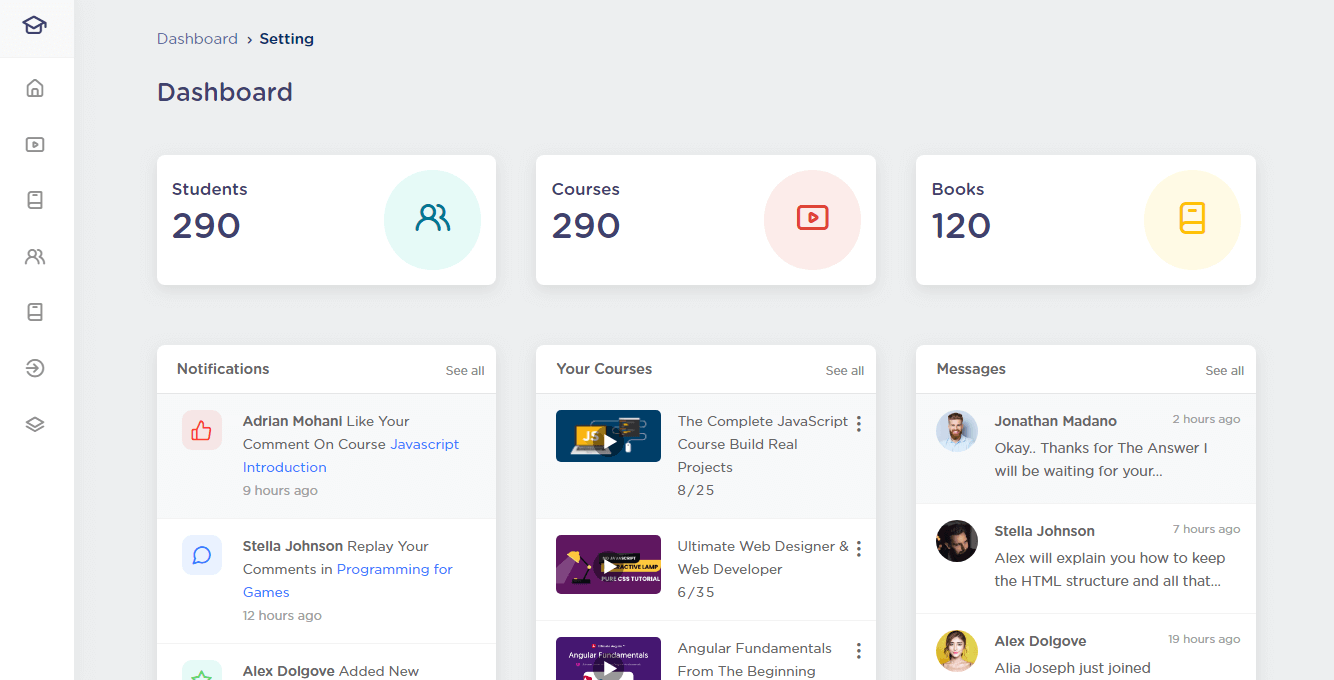 Dashboard › Setting
Dashboard
Students
290
Courses
290
Books
120
Notifications
See all
Adrian Mohani Like Your
Comment On Course Javascript
Introduction
9 hours ago
Stella Johnson Replay Your
Comments in Programming for
Games
12 hours ago
Alex Dolgove Added New
Your Courses
See all
JS
The Complete JavaScript
Course Build Real
Projects
8/25
PURE CSS TUTORIAL
Ultimate Web Designer &
Web Developer
6/35
Angular Fundamentals
Angular Fundamentals
From The Beginning
Messages
See all
Jonathan Madano
2 hours ago
Okay.. Thanks for The Answer I
will be waiting for your...
Stella Johnson
7 hours ago
Alex will explain you how to keep
the HTML structure and all that...
Alex Dolgove
19 hours ago
Alia Joseph just joined